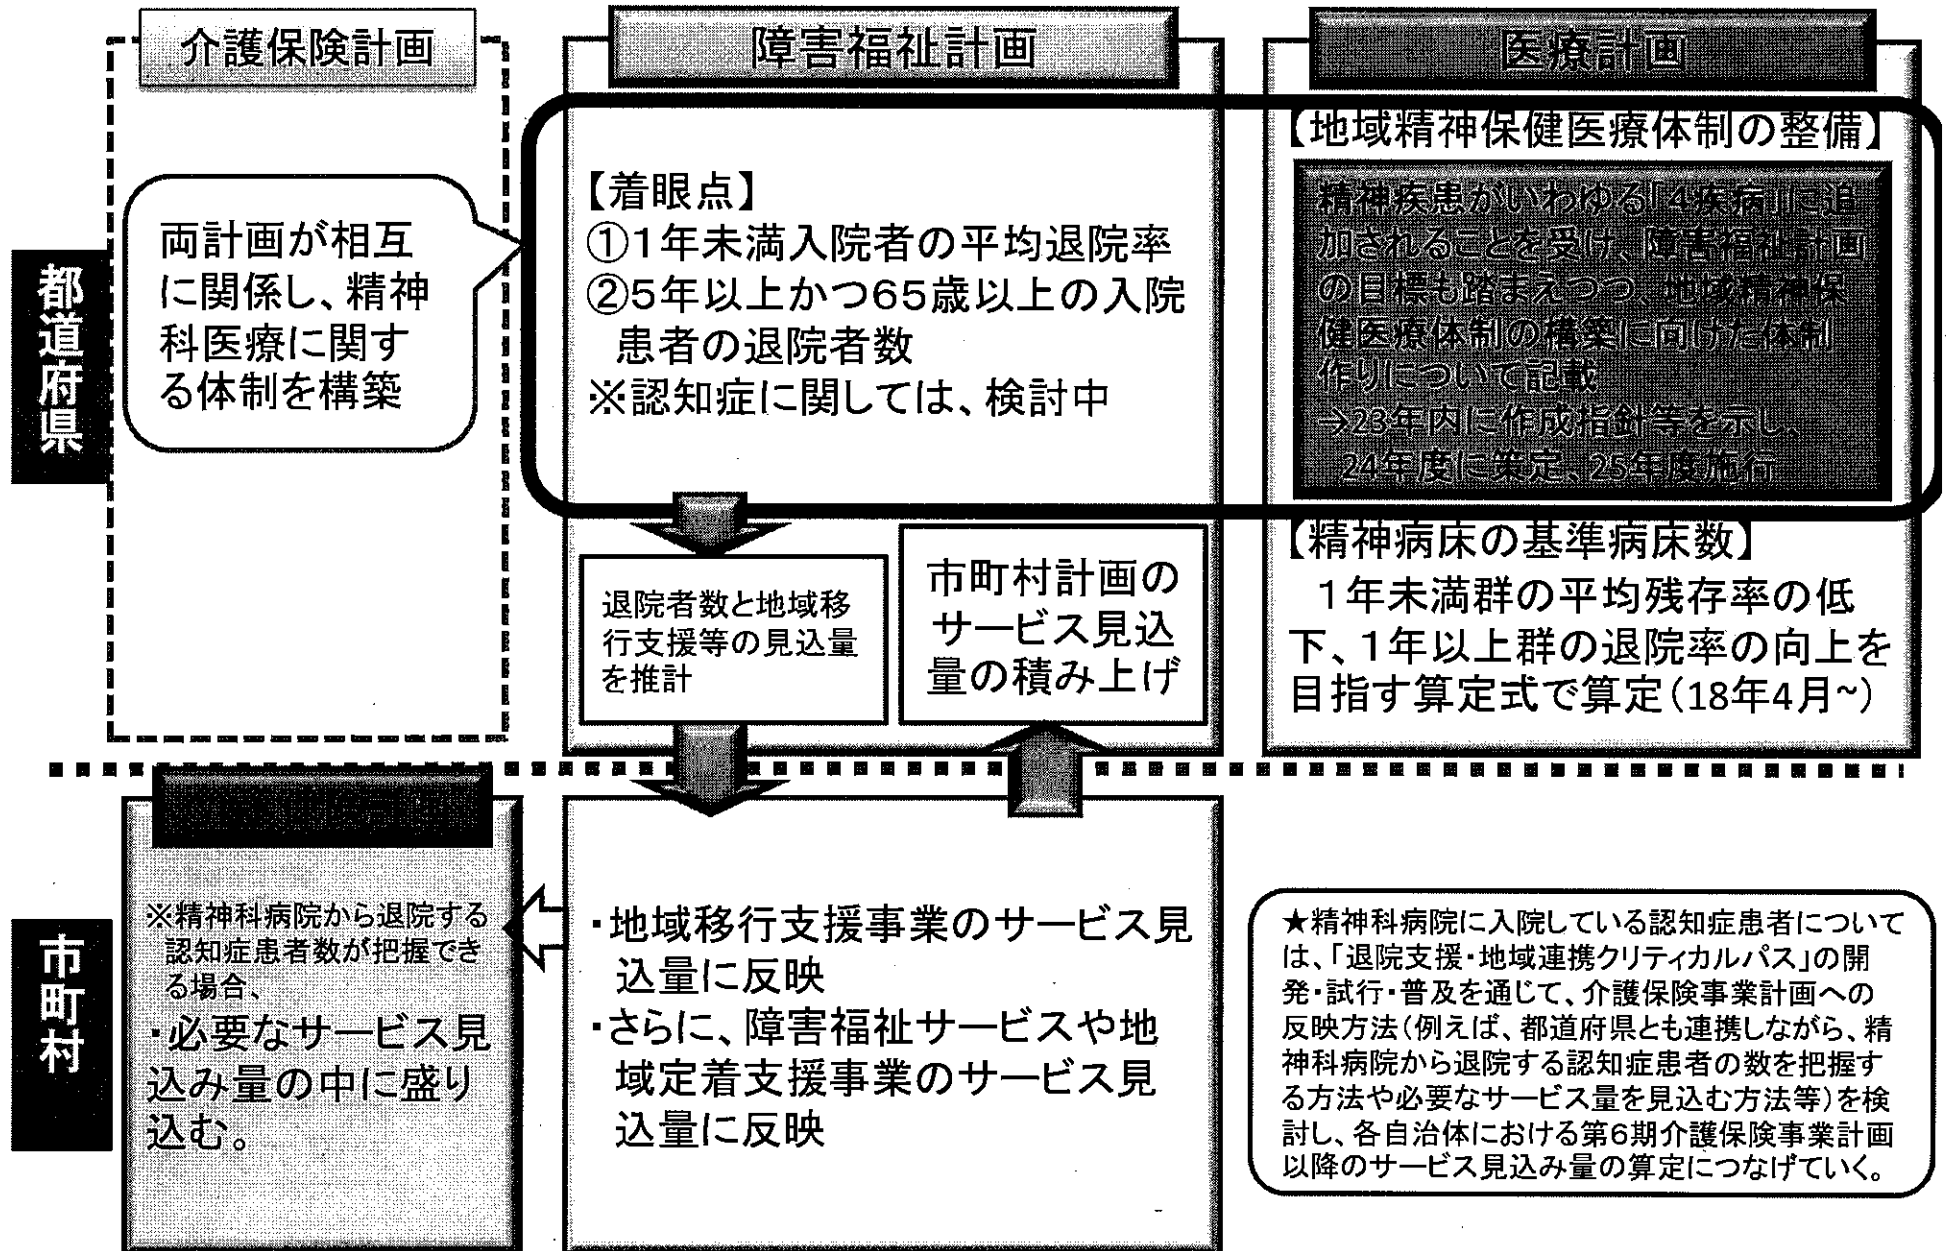 介護保険計画
障害福祉計画
医療計画
都道府県
両計画が相互
に関係し、精神
科医療に関す
る体制を構築
【着眼点】
①1年未満入院者の平均退院率
②5年以上かつ65歳以上の入院
患者の退院者数
※認知症に関しては、検討中
【地域精神保健医療体制の整備】
精神疾患がいわゆる「4疾病」に追
加されることを受け、障害福祉計画
の目標も踏まえつつ、地域精神保
健医療体制の構築に向けた体制
作りについて記載
→23年内に作成指針等を示し、
24年度に策定、25年度施行
退院者数と地域移
行支援等の見込量
を推計
市町村計画の
サービス見込
量の積み上げ
【精神病床の基準病床数】
1年未満群の平均残存率の低
下、1年以上群の退院率の向上を
目指す算定式で算定(18年4月~)
市町村
※精神科病院から退院する
認知症患者数が把握でき
る場合、
・必要なサービス見
込み量の中に盛り
込む。
・地域移行支援事業のサービス見
込量に反映
・さらに、障害福祉サービスや地
域定着支援事業のサービス見
込量に反映
★精神科病院に入院している認知症患者について
は、「退院支援・地域連携クリティカルパス」の開
発・試行・普及を通じて、介護保険事業計画への
反映方法(例えば、都道府県とも連携しながら、精
神科病院から退院する認知症患者の数を把握す
る方法や必要なサービス量を見込む方法等)を検
討し、各自治体における第6期介護保険事業計画
以降のサービス見込み量の算定につなげていく。